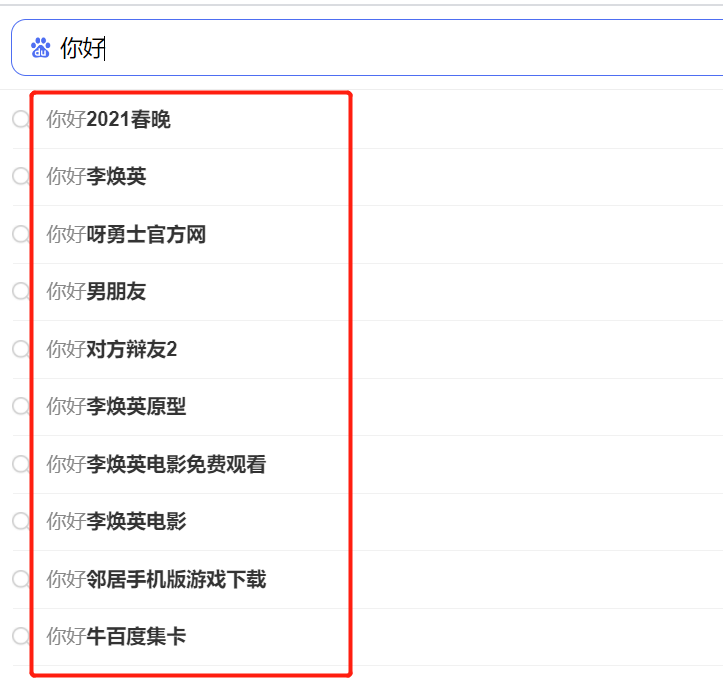 du 你好
你好2021春晚
你好李焕英
你好呀勇士官方网
你好男朋友
你好对方辩友2
你好李焕英原型
你好李焕英电影免费观看
你好李焕英电影
你好邻居手机版游戏下载
你好牛百度集卡